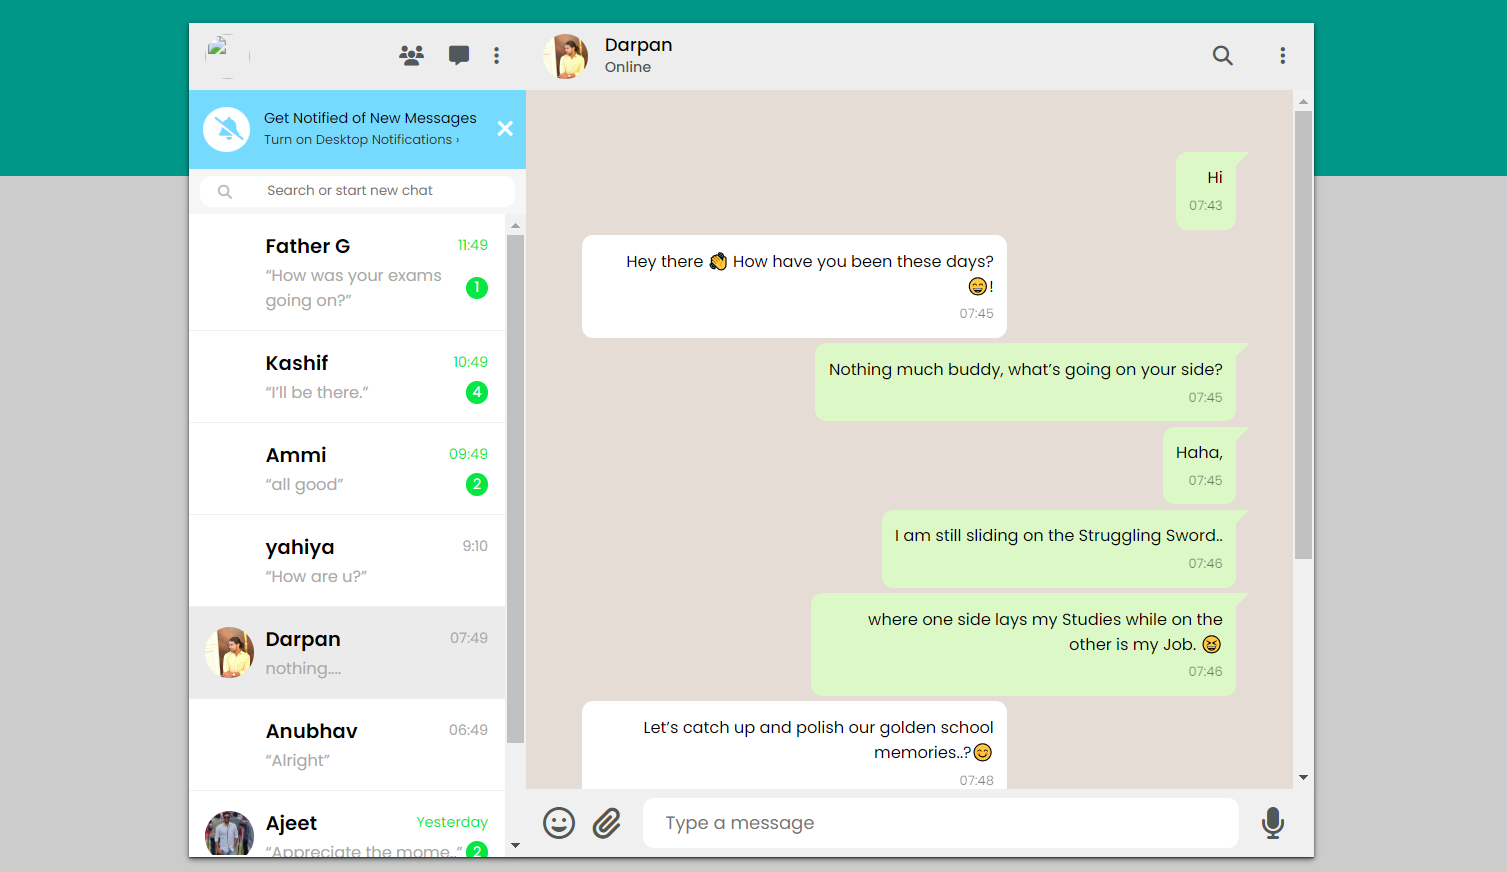 Darpan
Online
Get Notified of New Messages
Turn on Desktop Notifications ›
Search or start new chat
Father G
11:49
“How was your exams
going on?”
1
Kashif
10:49
“I’ll be there.”
4
Ammi
09:49
“all good”
2
yahiya
9:10
“How are u?”
Darpan
07:49
nothing....
Anubhav
06:49
“Alright”
Ajeet
Yesterday
“Appreciate the mome..”
2
Hi
07:43
Hey there 👏 How have you been these days?
😄!
07:45
Nothing much buddy, what’s going on your side?
07:45
Haha,
07:45
I am still sliding on the Struggling Sword..
07:46
where one side lays my Studies while on the
other is my Job. 😆
07:46
Let’s catch up and polish our golden school
memories..?😊
07:48
Type a message